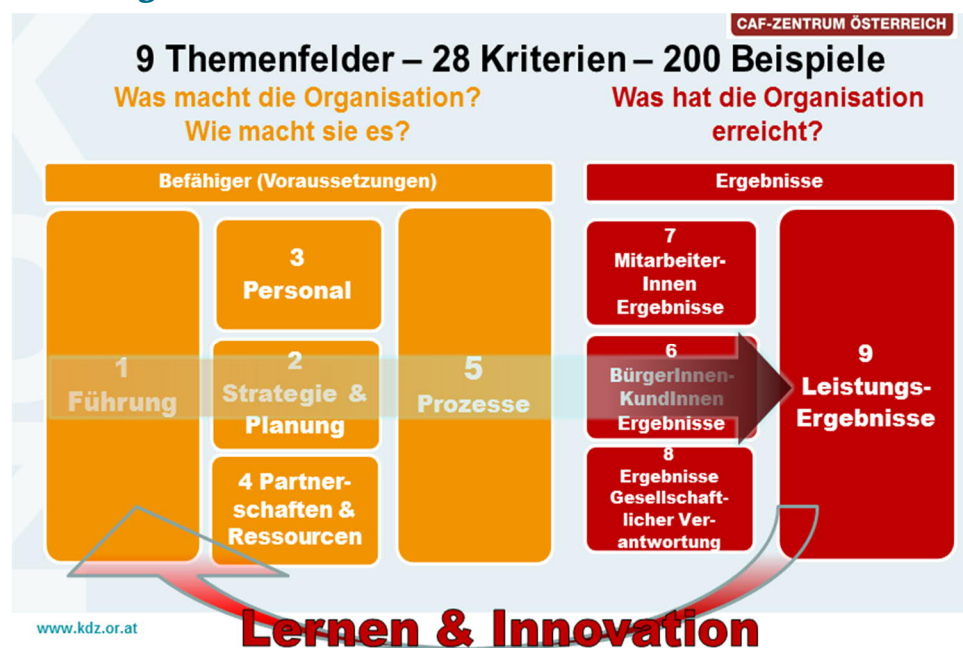 CAF-ZENTRUM ÖSTERREICH
9 Themenfelder – 28 Kriterien – 200 Beispiele
Was macht die Organisation?
Wie macht sie es?
Was hat die Organisation
erreicht?
Befähiger (Voraussetzungen)
Ergebnisse
1
Führung
3
Personal
2
Strategie &
Planung
4 Partner-
schaften &
Ressourcen
5
Prozesse
7
Mitarbeiter-
Innen
Ergebnisse
6
BürgerInnen-
KundInnen
Ergebnisse
8
Ergebnisse
Gesellschaft-
licher Ver-
antwortung
9
Leistungs-
Ergebnisse
www.kdz.or.at
Lernen & Innovation